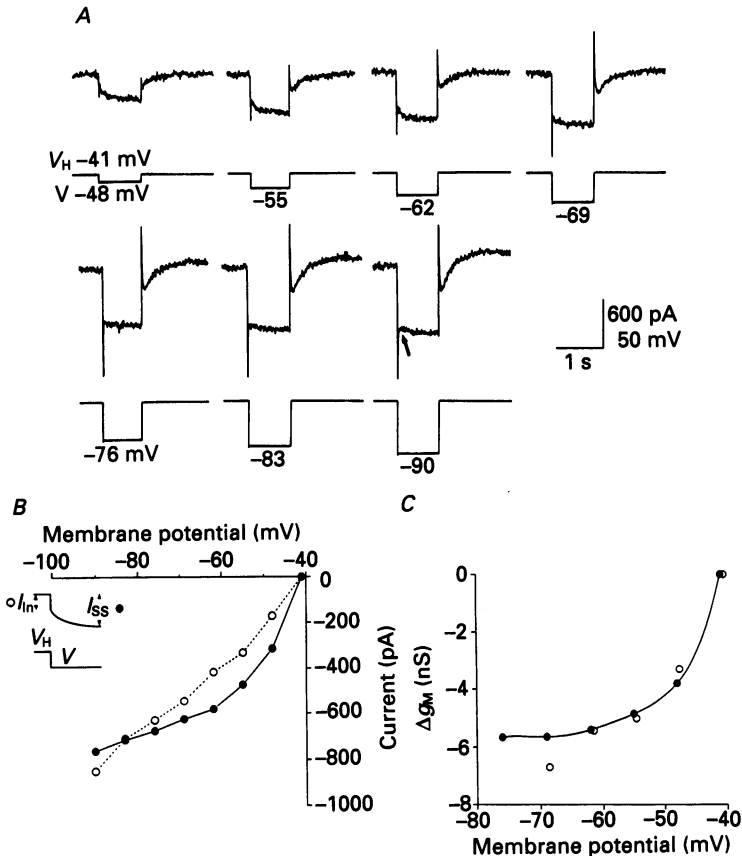 A
V_H −41 mV
V −48 mV
−55
−62
−69
600 pA
50 mV
1 s
−76 mV
−83
−90
B
Membrane potential (mV)
−100 −80 −60 −40
0
−200
−400
−600
−800
−1000
Current (pA)
I_In
I_SS
V_H V
C
0
−2
−4
−6
−8
Δg_M (nS)
−80 −70 −60 −50 −40
Membrane potential (mV)